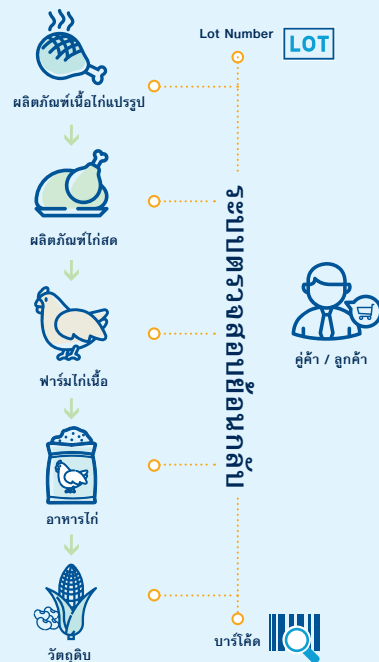 Lot Number
LOT
ผลิตภัณฑ์เนื้อไก่แปรรูป
ผลิตภัณฑ์ไก่สด
ระบบตรวจสอบย้อนกลับ
คู่ค้า / ลูกค้า
ฟาร์มไก่เนื้อ
อาหารไก่
บาร์โค้ด
วัตถุดิบ